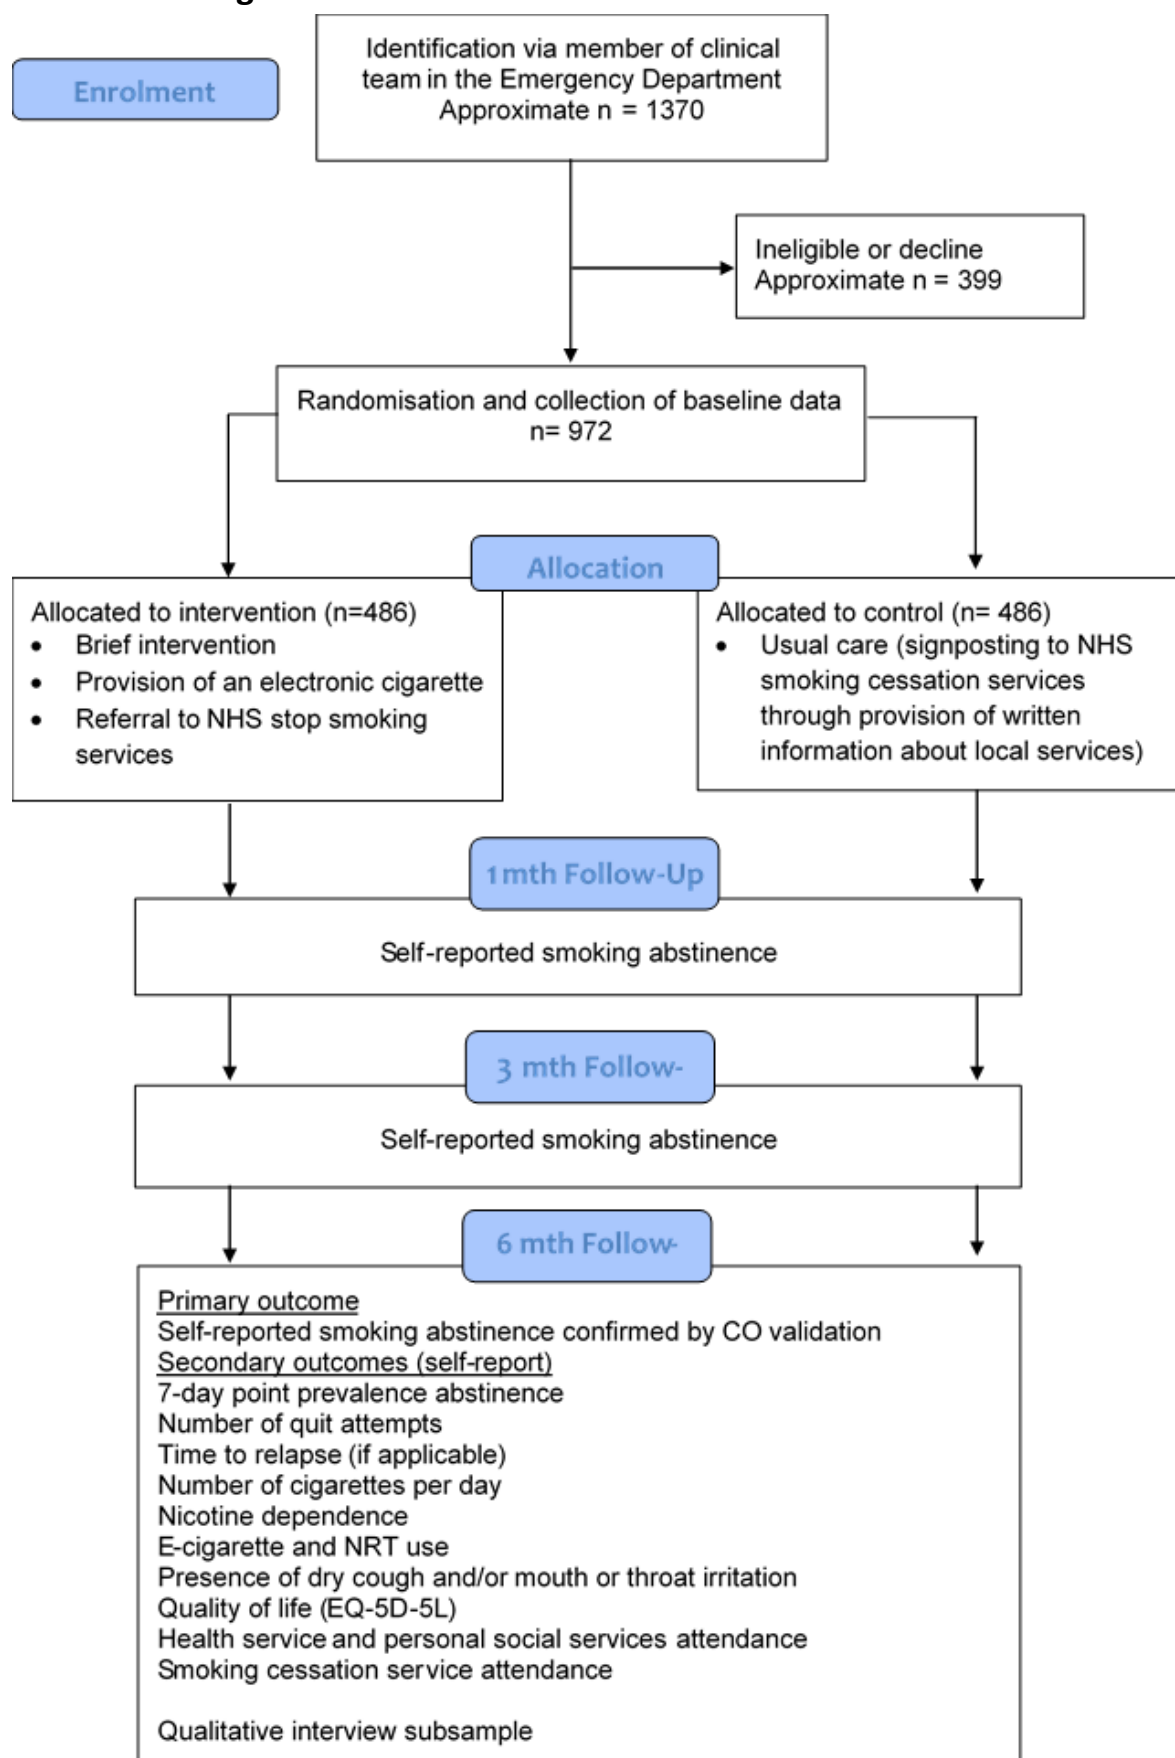 Enrolment
Identification via member of clinical
team in the Emergency Department
Approximate n = 1370
Ineligible or decline
Approximate n = 399
Randomisation and collection of baseline data
n= 972
Allocation
Allocated to intervention (n=486)
• Brief intervention
• Provision of an electronic cigarette
• Referral to NHS stop smoking
services
Allocated to control (n= 486)
• Usual care (signposting to NHS
smoking cessation services
through provision of written
information about local services)
1 mth Follow-Up
Self-reported smoking abstinence
3 mth Follow-
Self-reported smoking abstinence
6 mth Follow-
Primary outcome
Self-reported smoking abstinence confirmed by CO validation
Secondary outcomes (self-report)
7-day point prevalence abstinence
Number of quit attempts
Time to relapse (if applicable)
Number of cigarettes per day
Nicotine dependence
E-cigarette and NRT use
Presence of dry cough and/or mouth or throat irritation
Quality of life (EQ-5D-5L)
Health service and personal social services attendance
Smoking cessation service attendance
Qualitative interview subsample